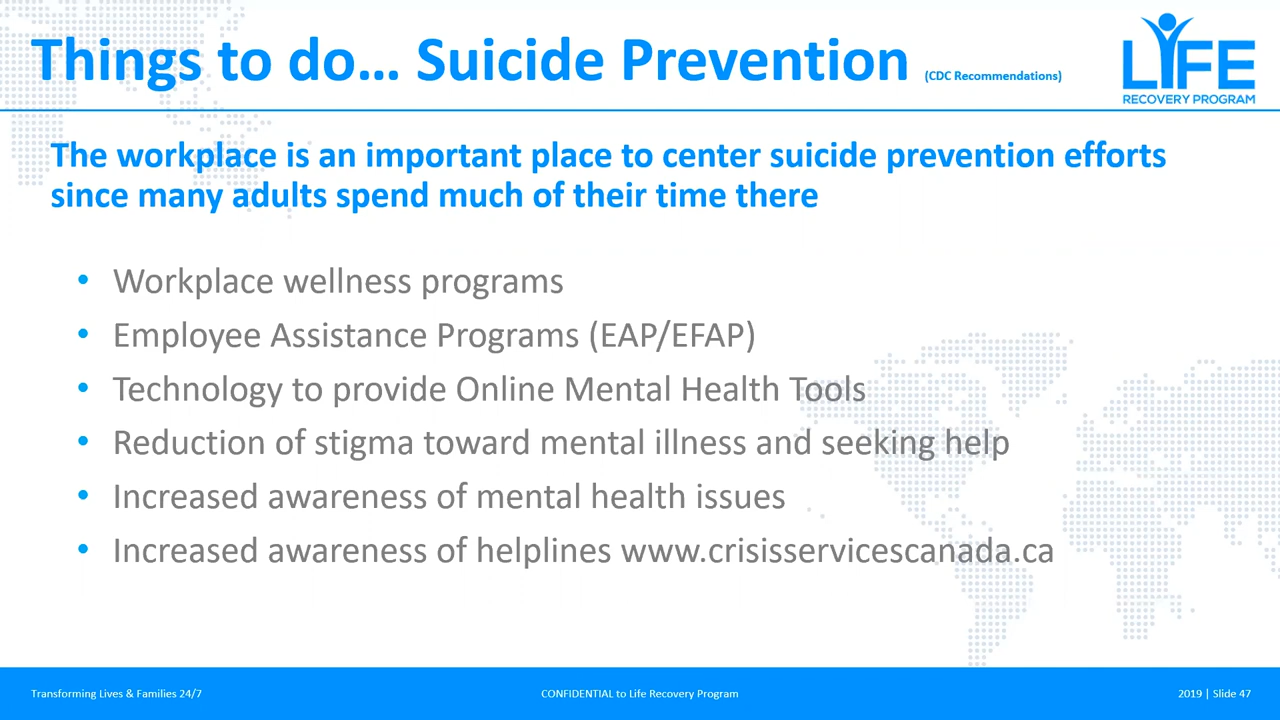 Things to do... Suicide Prevention (CDC Recommendations)
LIFE
RECOVERY PROGRAM
The workplace is an important place to center suicide prevention efforts
since many adults spend much of their time there
• Workplace wellness programs
• Employee Assistance Programs (EAP/EFAP)
• Technology to provide Online Mental Health Tools
• Reduction of stigma toward mental illness and seeking help
• Increased awareness of mental health issues
• Increased awareness of helplines www.crisisservicescanada.ca
Transforming Lives & Families 24/7 CONFIDENTIAL to Life Recovery Program 2019 | Slide 47